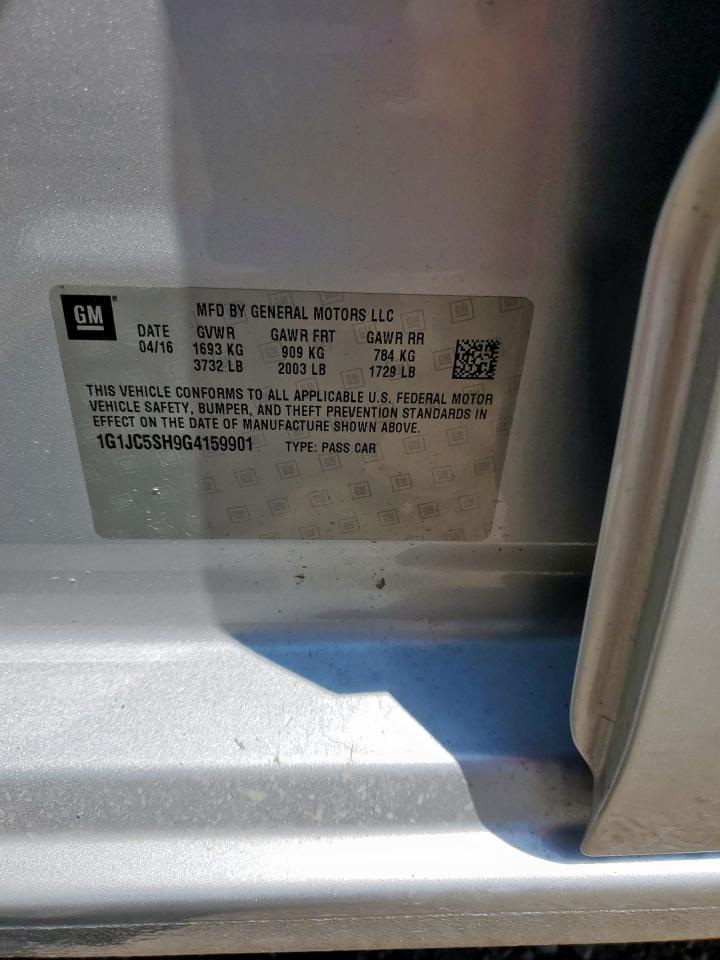 GM®
MFD BY GENERAL MOTORS LLC
DATE GVWR GAWR FRT GAWR RR
04/16 1693 KG 909 KG 784 KG
3732 LB 2003 LB 1729 LB
THIS VEHICLE CONFORMS TO ALL APPLICABLE U.S. FEDERAL MOTOR
VEHICLE SAFETY, BUMPER, AND THEFT PREVENTION STANDARDS IN
EFFECT ON THE DATE OF MANUFACTURE SHOWN ABOVE.
1G1JC5SH9G4159901 TYPE: PASS CAR